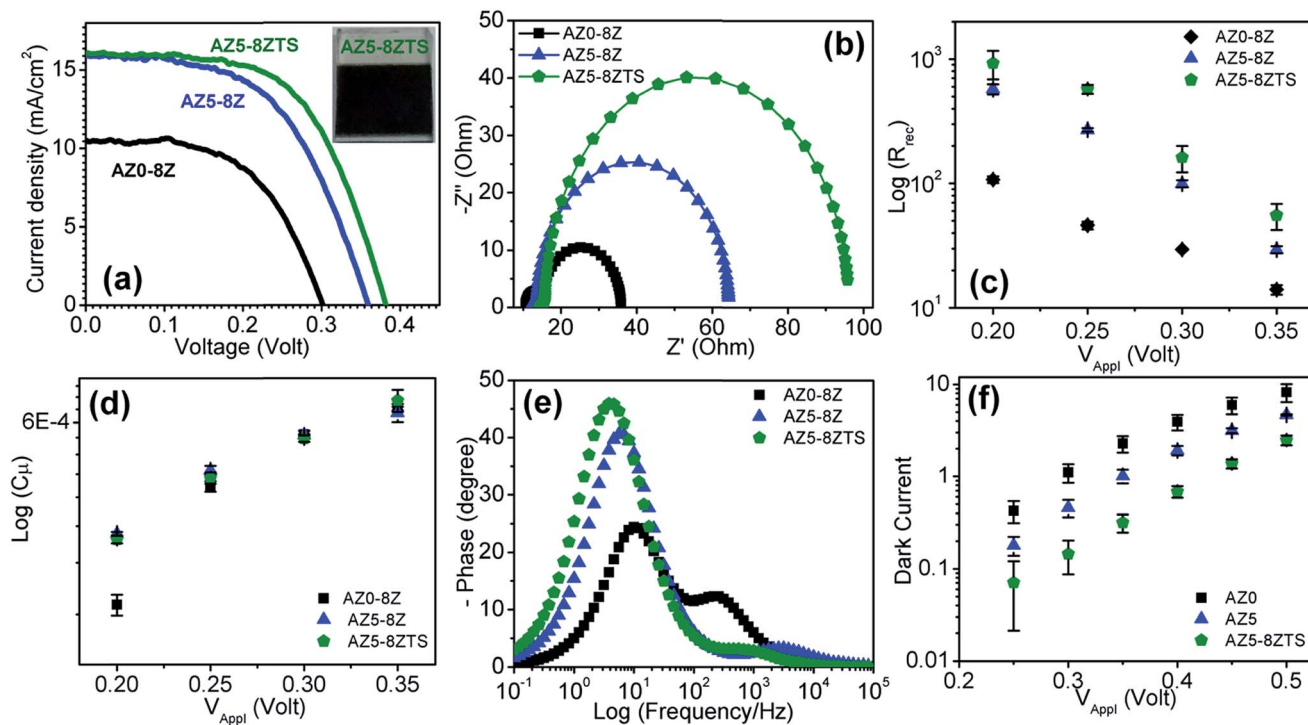 AZ5-8ZTS
AZ5-8Z
AZ0-8Z
AZ5-8ZTS
(a)
15
10
5
0
0.0 0.1 0.2 0.3 0.4
Current density (mA/cm²)
Voltage (Volt)
AZ0-8Z
AZ5-8Z
AZ5-8ZTS
(b)
50
40
30
20
10
0
20 40 60 80 100
-Z'' (Ohm)
Z' (Ohm)
AZ0-8Z
AZ5-8Z
AZ5-8ZTS
(c)
10³
10²
10¹
0.20 0.25 0.30 0.35
Log (Rrec)
VAppl (Volt)
(d)
6E-4
AZ0-8Z
AZ5-8Z
AZ5-8ZTS
0.20 0.25 0.30 0.35
Log (Cμ)
VAppl (Volt)
(e)
AZ0-8Z
AZ5-8Z
AZ5-8ZTS
50
40
30
20
10
0
10⁻¹ 10⁰ 10¹ 10² 10³ 10⁴ 10⁵
- Phase (degree)
Log (Frequency/Hz)
(f)
10
1
0.1
0.01
AZ0
AZ5
AZ5-8ZTS
0.2 0.3 0.4 0.5
Dark Current
VAppl (Volt)